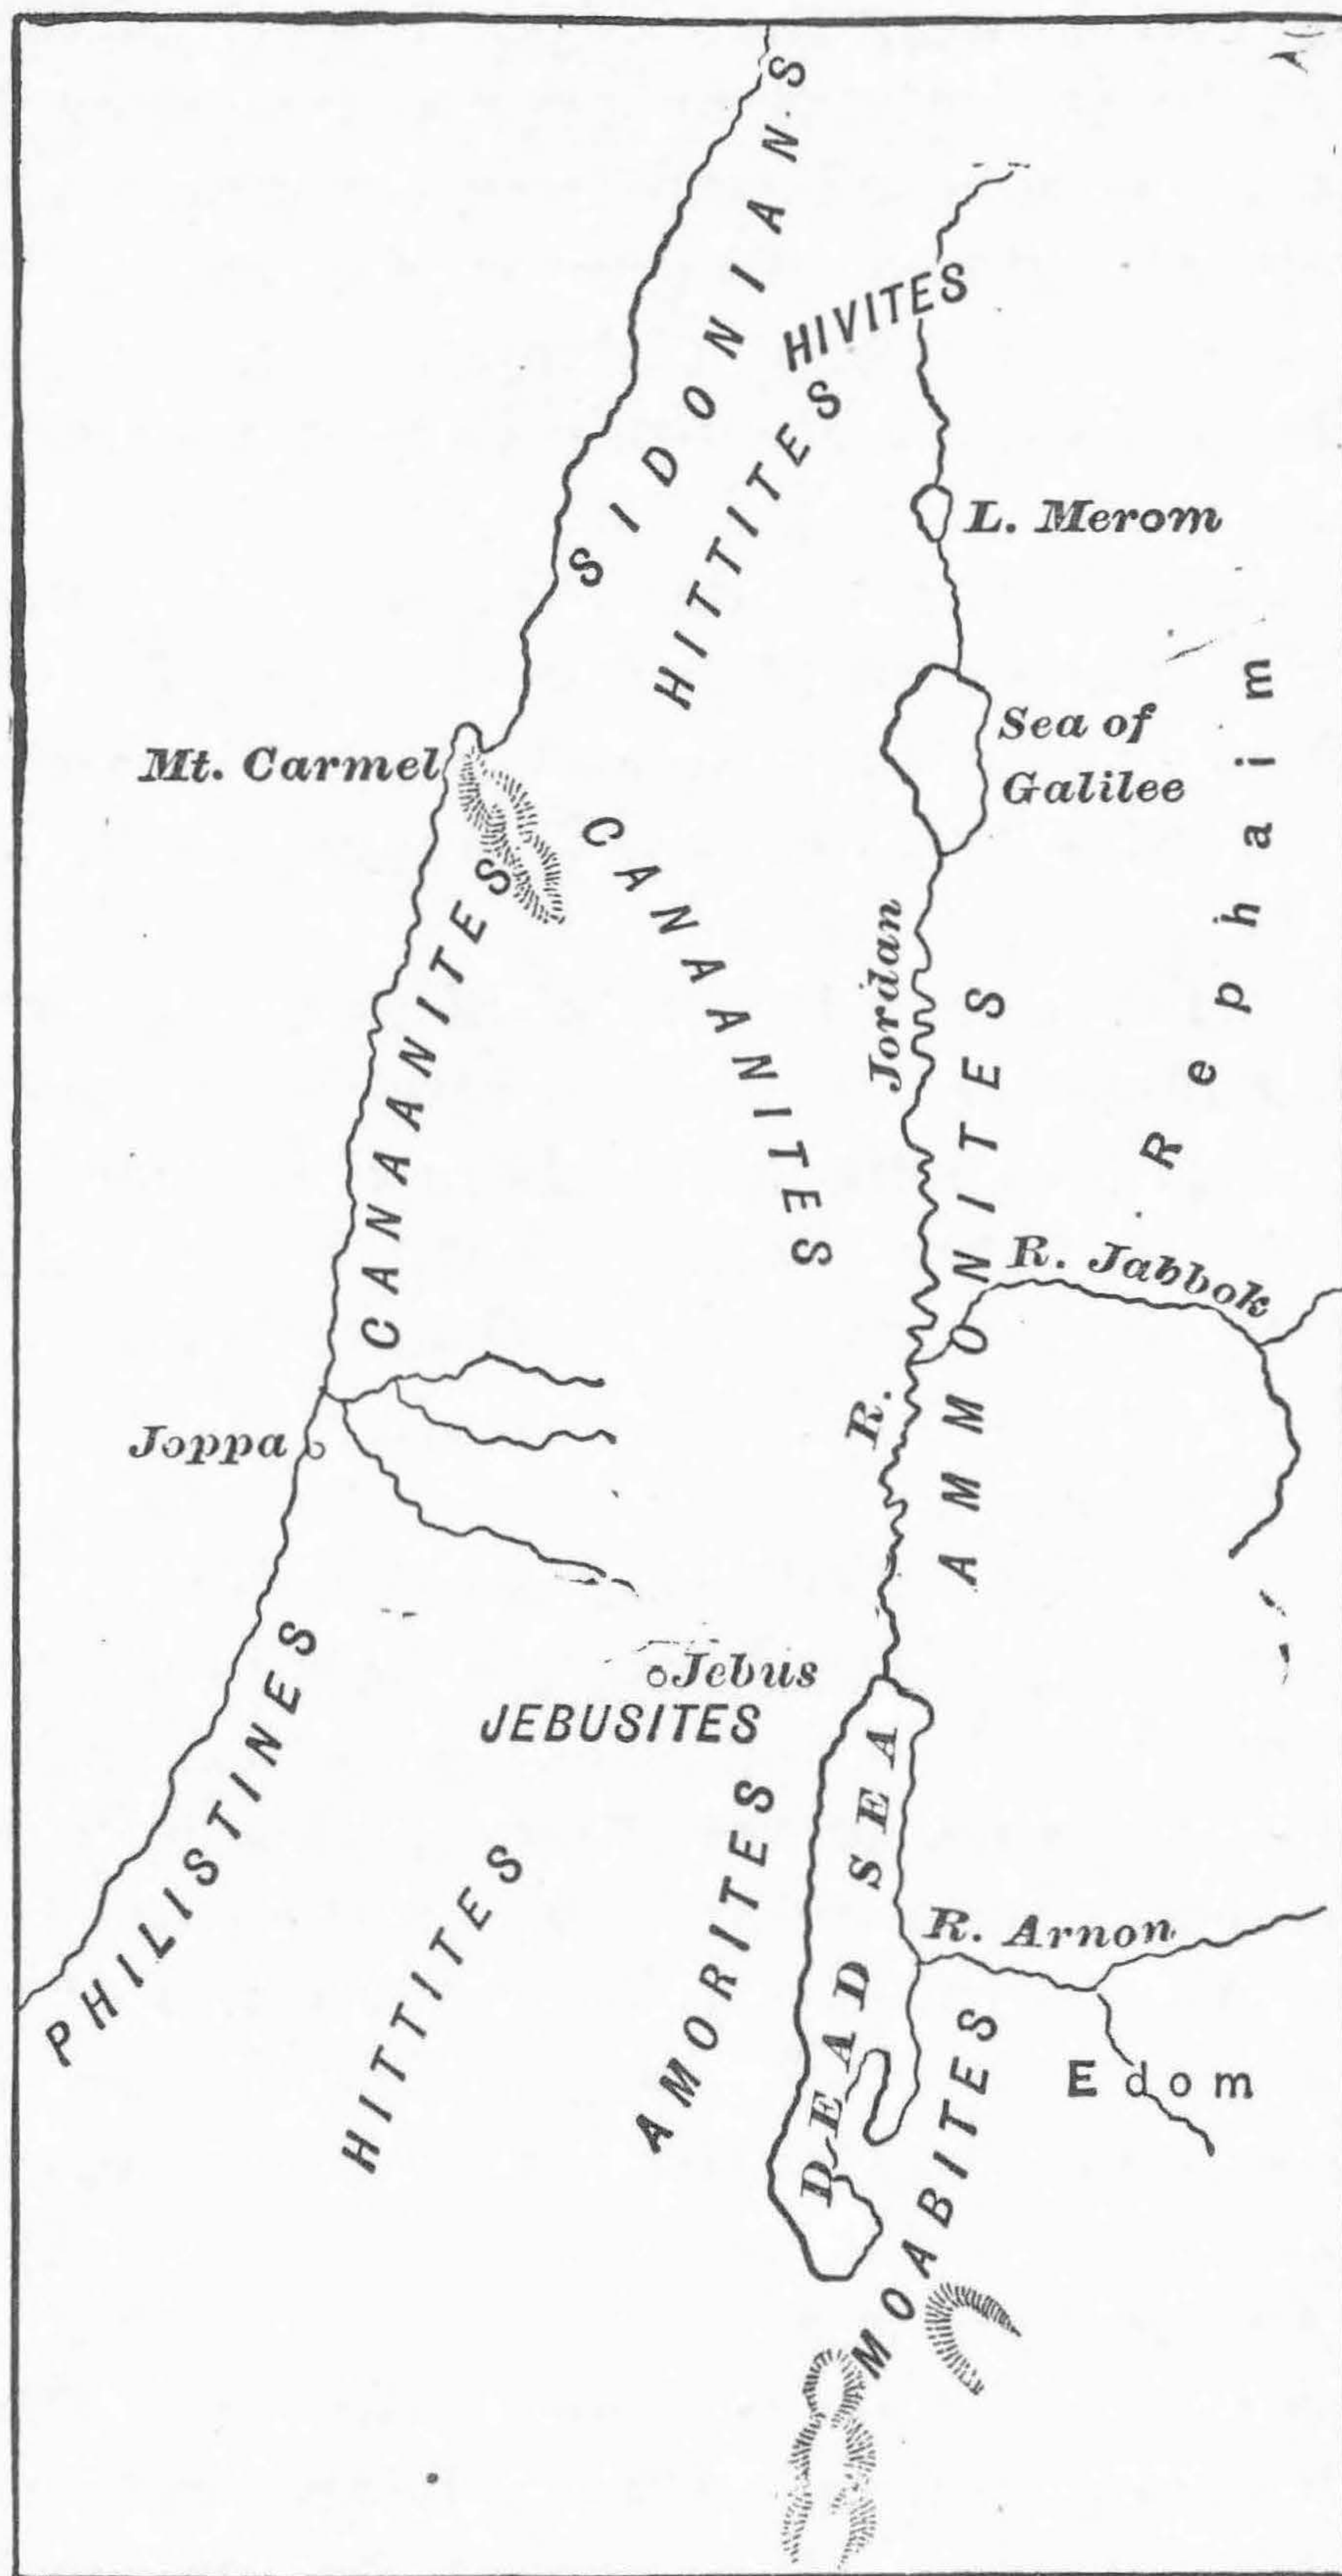 SIDONIANS
HIVITES
HITTITES
L. Merom
Sea of
Galilee
Rephaim
Mt. Carmel
CANAANITES
CANAANITES
Jordan R.
AMMONITES
R. Jabbok
Joppa
Jebus
JEBUSITES
PHILISTINES
HITTITES
AMORITES
DEAD SEA
R. Arnon
Edom
MOABITES